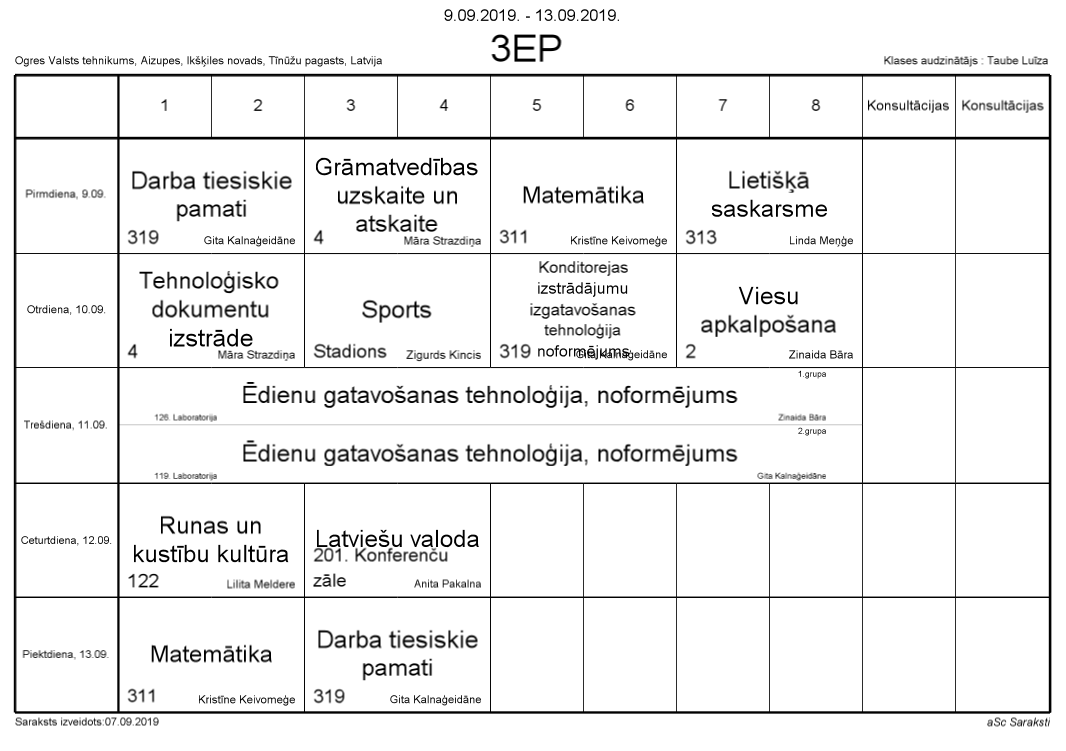 9.09.2019. - 13.09.2019.
3EP
Ogres Valsts tehnikums, Aizupes, Ikšķiles novads, Tīnūžu pagasts, Latvija
Klases audzinātājs : Taube Luīza
1 2 3 4 5 6 7 8 Konsultācijas Konsultācijas
Pirmdiena, 9.09.
Darba tiesiskie
pamati
319 Gita Kalnaģeidāne
Grāmatvedības
uzskaite un
atskaite
4 Māra Strazdiņa
Matemātika
311 Kristīne Keivomeģe
Lietišķā
saskarsme
313 Linda Meņģe
Otrdiena, 10.09.
Tehnoloģisko
dokumentu
izstrāde
4 Māra Strazdiņa
Sports
Stadions Zigurds Kincis
Konditorejas
izstrādājumu
izgatavošanas
tehnoloģija
noformējums
319 Gita Kalnaģeidāne
Viesu
apkalpošana
2 Zinaida Bāra
Trešdiena, 11.09.
1.grupa
Ēdienu gatavošanas tehnoloģija, noformējums
126. Laboratorija Zinaida Bāra
2.grupa
Ēdienu gatavošanas tehnoloģija, noformējums
119. Laboratorija Gita Kalnaģeidāne
Ceturtdiena, 12.09.
Runas un
kustību kultūra
122 Lilita Meldere
Latviešu valoda
201. Konferenču
zāle Anita Pakalna
Piektdiena, 13.09.
Matemātika
311 Kristīne Keivomeģe
Darba tiesiskie
pamati
319 Gita Kalnaģeidāne
Saraksts izveidots:07.09.2019
aSc Saraksti